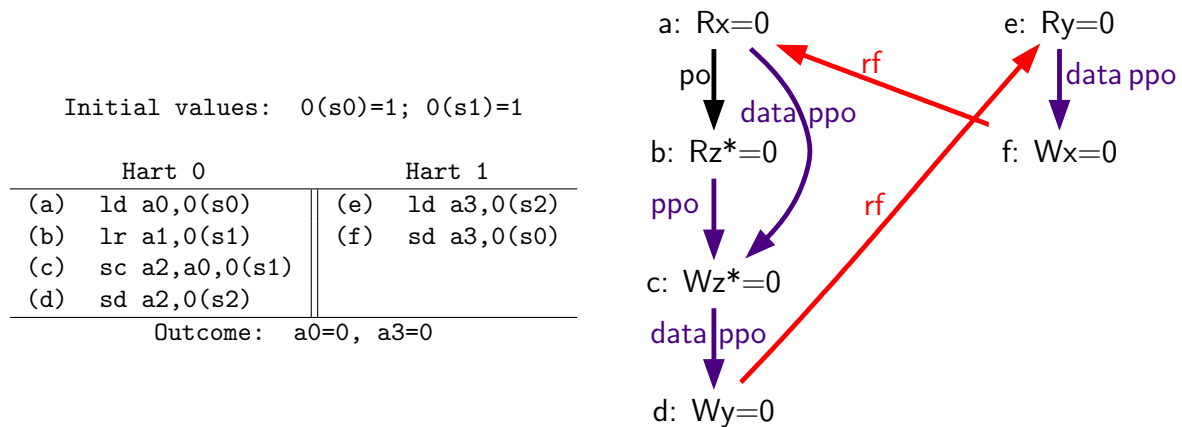 Initial values: 0(s0)=1; 0(s1)=1
Hart 0 Hart 1
(a) ld a0,0(s0) (e) ld a3,0(s2)
(b) lr a1,0(s1) (f) sd a3,0(s0)
(c) sc a2,a0,0(s1)
(d) sd a2,0(s2)
Outcome: a0=0, a3=0
a: Rx=0
e: Ry=0
po
rf
data ppo
data ppo
b: Rz*=0
f: Wx=0
ppo
rf
c: Wz*=0
data ppo
d: Wy=0